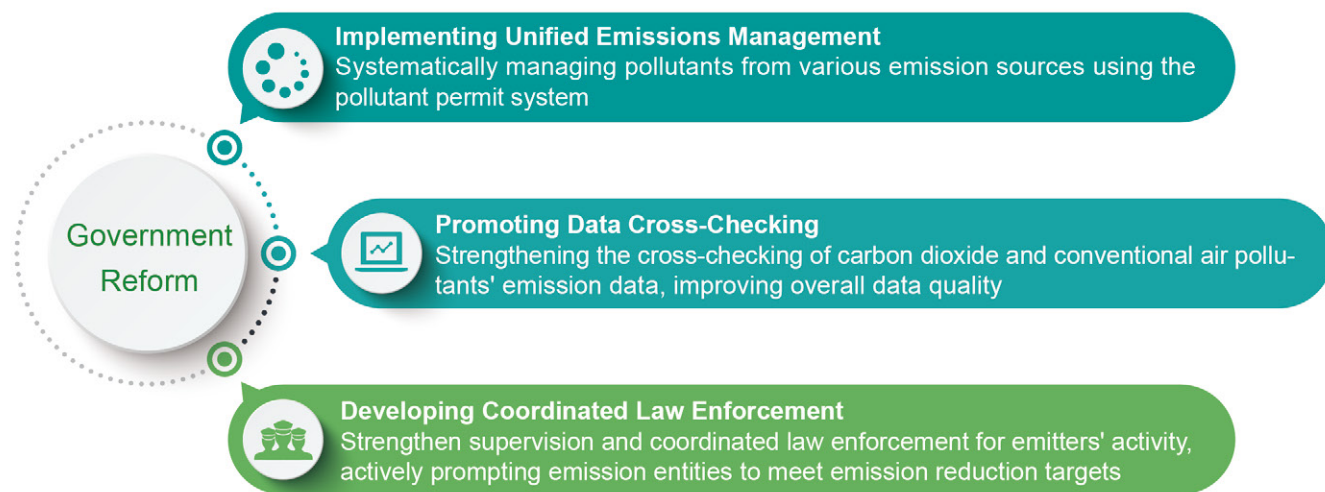 Implementing Unified Emissions Management
Systematically managing pollutants from various emission sources using the
pollutant permit system
Government
Reform
Promoting Data Cross-Checking
Strengthening the cross-checking of carbon dioxide and conventional air pollu-
tants' emission data, improving overall data quality
Developing Coordinated Law Enforcement
Strengthen supervision and coordinated law enforcement for emitters' activity,
actively prompting emission entities to meet emission reduction targets